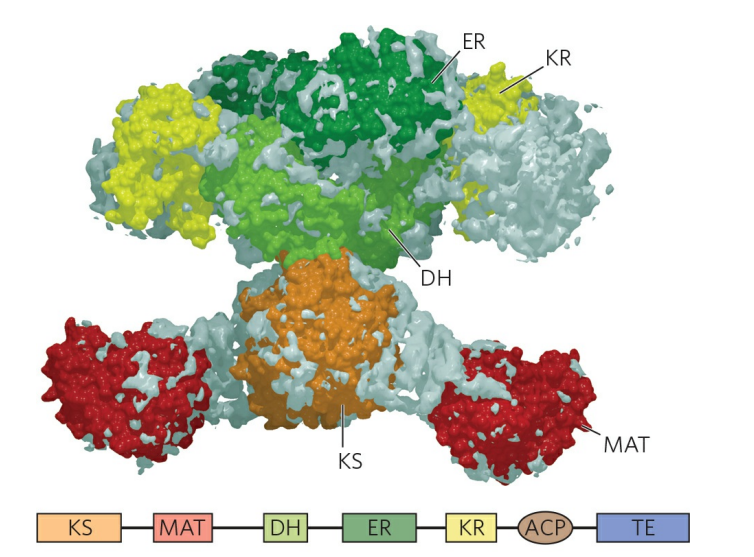 ER
KR
DH
KS
MAT
KS MAT DH ER KR ACP TE